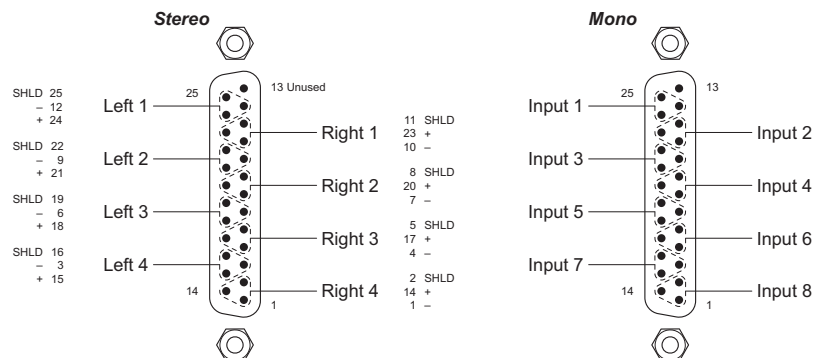 Stereo
25
13 Unused
SHLD 25
– 12
+ 24
Left 1
SHLD 22
– 9
+ 21
Left 2
SHLD 19
– 6
+ 18
Left 3
SHLD 16
– 3
+ 15
Left 4
14
1
Right 1
11 SHLD
23 +
10 –
Right 2
8 SHLD
20 +
7 –
Right 3
5 SHLD
17 +
4 –
Right 4
2 SHLD
14 +
1 –
Mono
25
13
Input 1
Input 2
Input 3
Input 4
Input 5
Input 6
Input 7
Input 8
14
1